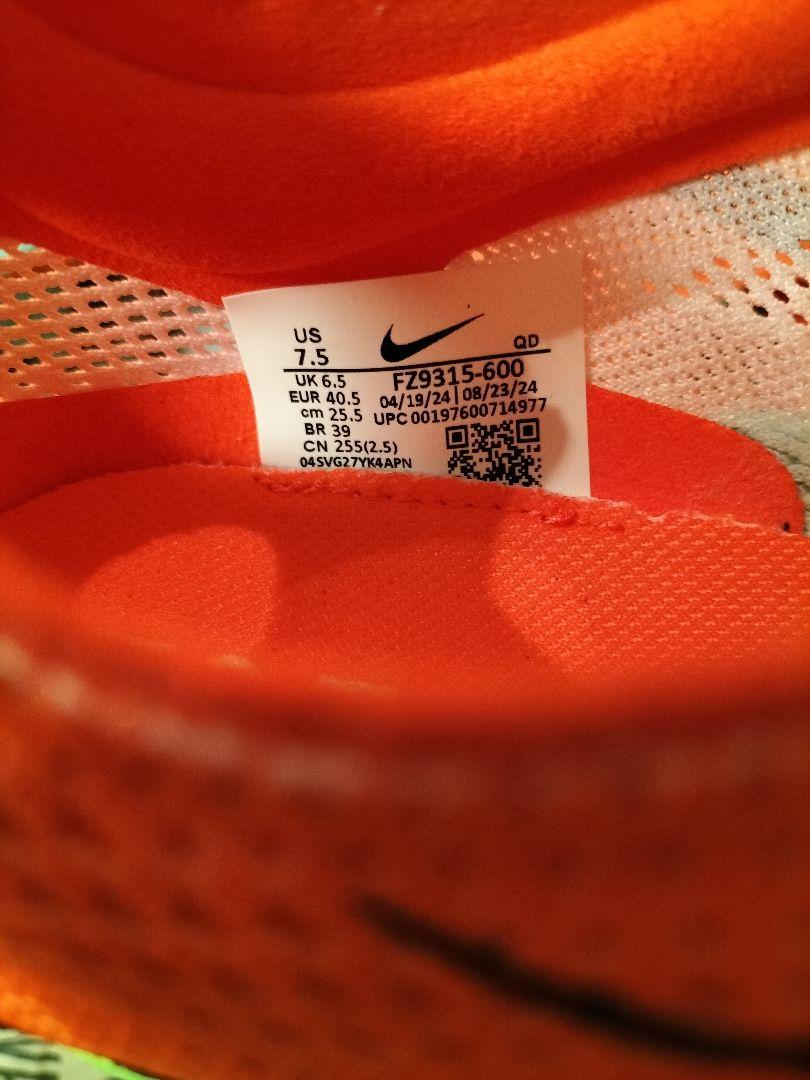 US
7.5
QD
UK 6.5
FZ9315-600
EUR 40.5
04/19/24 | 08/23/24
cm 25.5
UPC 00197600714977
BR 39
CN 255(2.5)
04SVG27YK4APN